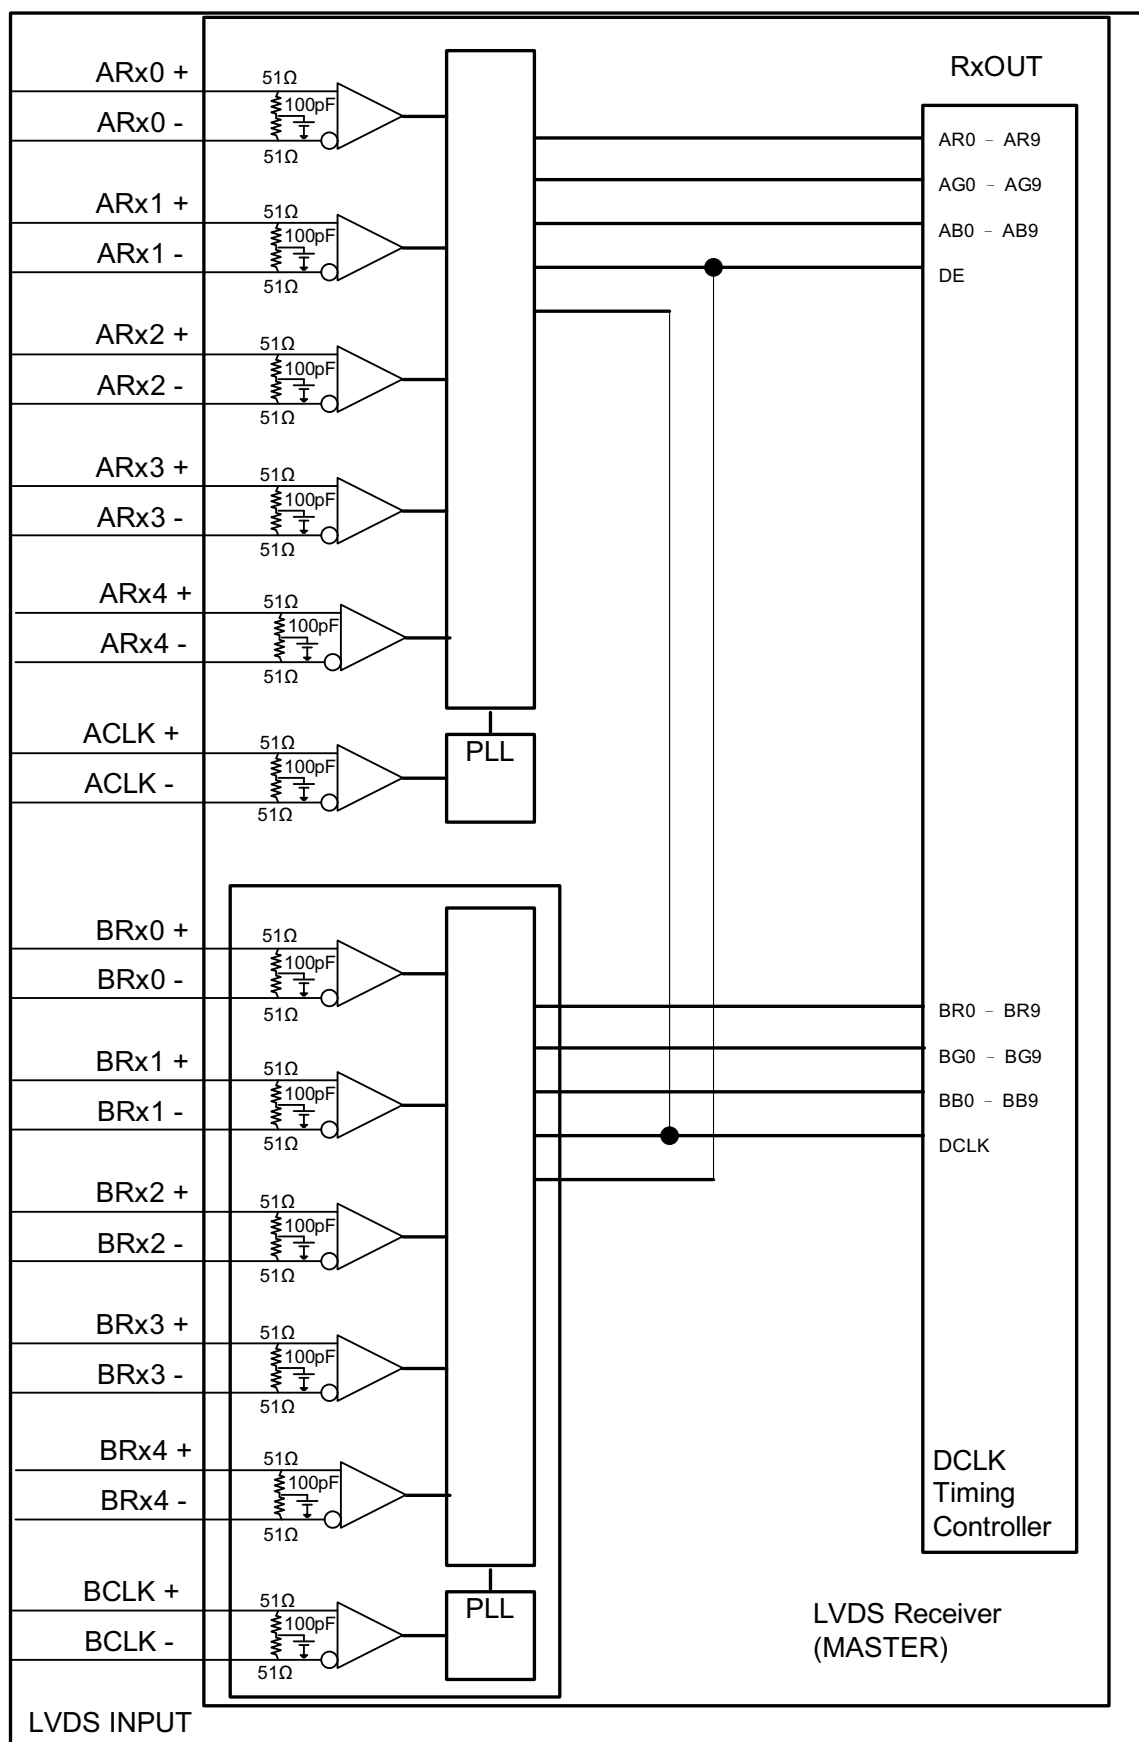 RxOUT
ARx0 +
51Ω
100pF
ARx0 -
51Ω
AR0 – AR9
AG0 – AG9
ARx1 +
51Ω
100pF
AB0 – AB9
ARx1 -
51Ω
DE
ARx2 +
51Ω
100pF
ARx2 -
51Ω
ARx3 +
51Ω
100pF
ARx3 -
51Ω
ARx4 +
51Ω
100pF
ARx4 -
51Ω
ACLK +
51Ω
PLL
100pF
ACLK -
51Ω
BRx0 +
51Ω
100pF
BRx0 -
51Ω
BR0 – BR9
BG0 – BG9
BRx1 +
51Ω
100pF
BB0 – BB9
BRx1 -
51Ω
DCLK
BRx2 +
51Ω
100pF
BRx2 -
51Ω
BRx3 +
51Ω
100pF
BRx3 -
51Ω
BRx4 +
51Ω
100pF
BRx4 -
51Ω
DCLK
Timing
Controller
BCLK +
51Ω
PLL
100pF
BCLK -
51Ω
LVDS Receiver
(MASTER)
LVDS INPUT